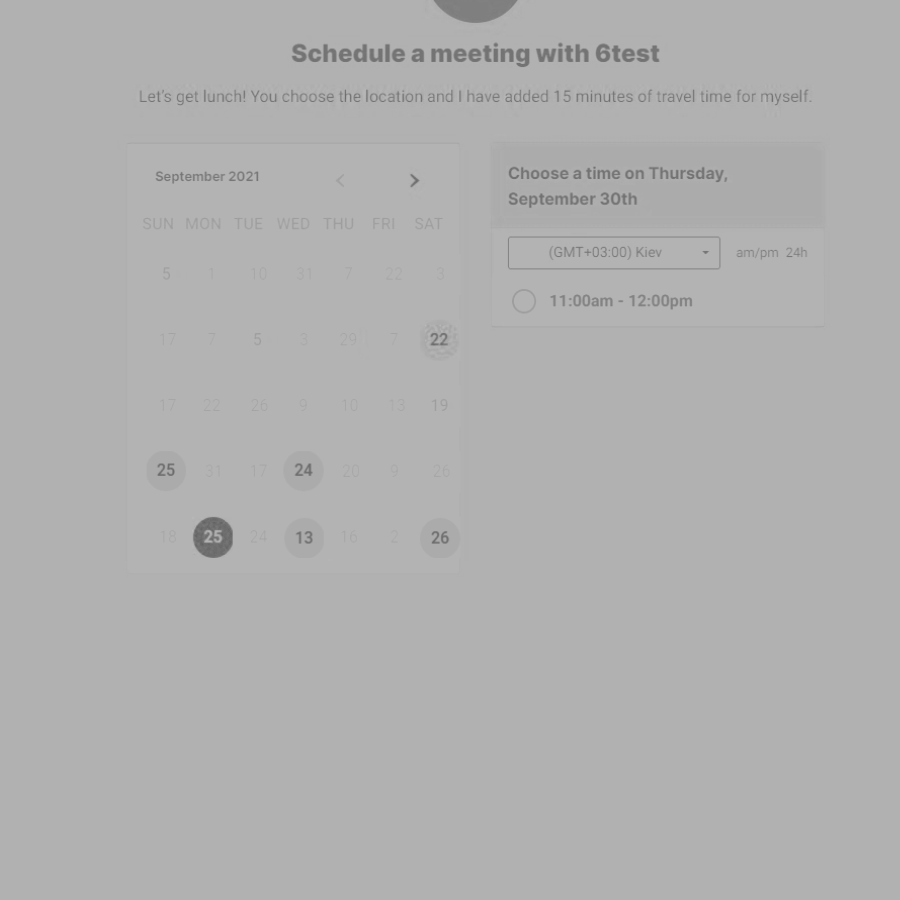 Schedule a meeting with 6test
Let's get lunch! You choose the location and I have added 15 minutes of travel time for myself.
September 2021
SUN MON TUE WED THU FRI SAT
5 1 10 31 7 22 3
17 7 5 3 29 7 22
17 22 26 9 10 13 19
25 31 17 24 20 9 26
18 25 24 13 16 2 26
Choose a time on Thursday,
September 30th
(GMT+03:00) Kiev am/pm 24h
11:00am - 12:00pm